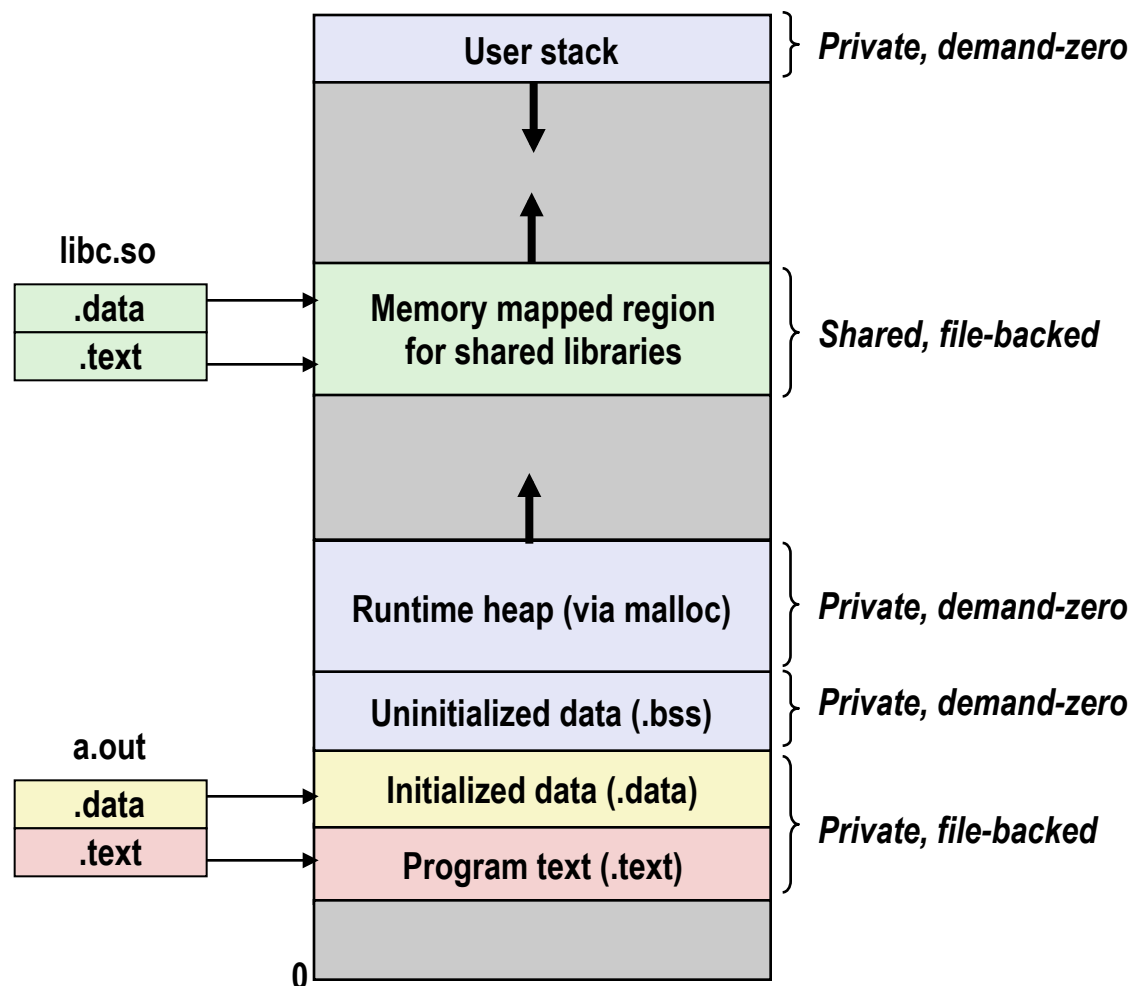 User stack
Private, demand-zero
libc.so
.data
.text
Memory mapped region
for shared libraries
Shared, file-backed
Runtime heap (via malloc)
Private, demand-zero
Uninitialized data (.bss)
Private, demand-zero
a.out
.data
.text
Initialized data (.data)
Program text (.text)
Private, file-backed
0